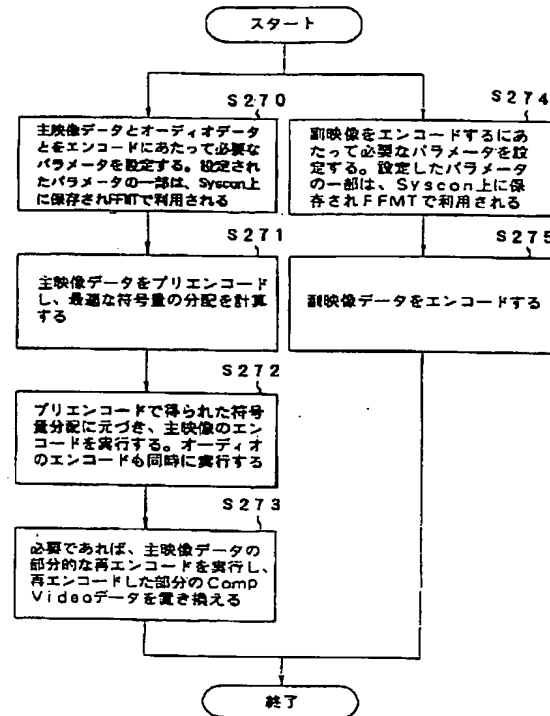 スタート
S270
主映像データとオーディオデータ
とをエンコードにあたって必要な
パラメータを設定する。設定され
たパラメータの一部は、Syscon上
に保存されFFMTで利用される
S271
主映像データをプリエンコード
し、最適な符号量の分配を計算
する
S272
プリエンコードで得られた符号
量分配に元づき、主映像のエン
コードを実行する。オーディオ
のエンコードも同時に実行する
S273
必要であれば、主映像データの
部分的な再エンコードを実行し、
再エンコードした部分のComp
Videoデータを置き換える
S274
副映像をエンコードするにあ
たって必要なパラメータを設
定する。設定したパラメータ
の一部は、Syscon上に保
存されFFMTで利用される
S275
副映像データをエンコードする
終了